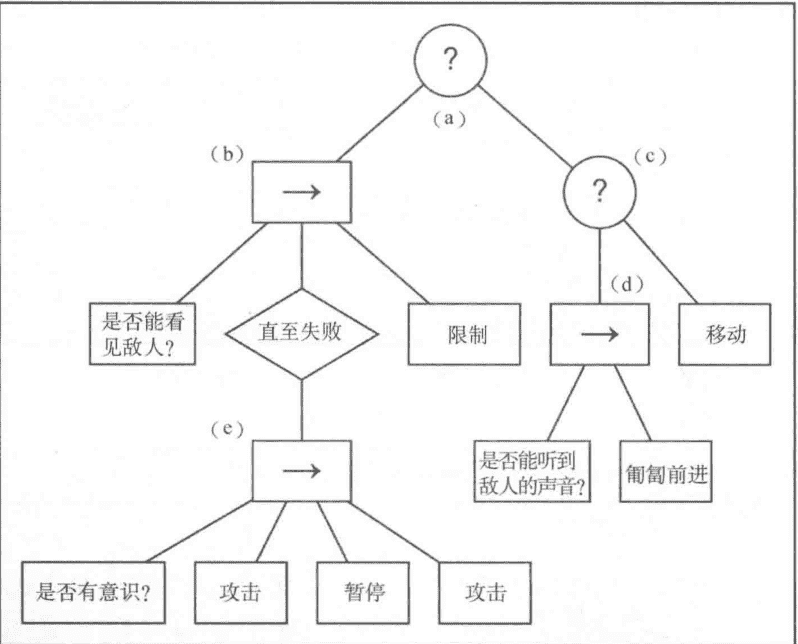 ?
(a)
(b)
(c)
→
?
(d)
是否能看
见敌人?
直至失败
限制
→
移动
(e)
→
是否能听到
敌人的声音?
匍匐前进
是否有意识?
攻击
暂停
攻击